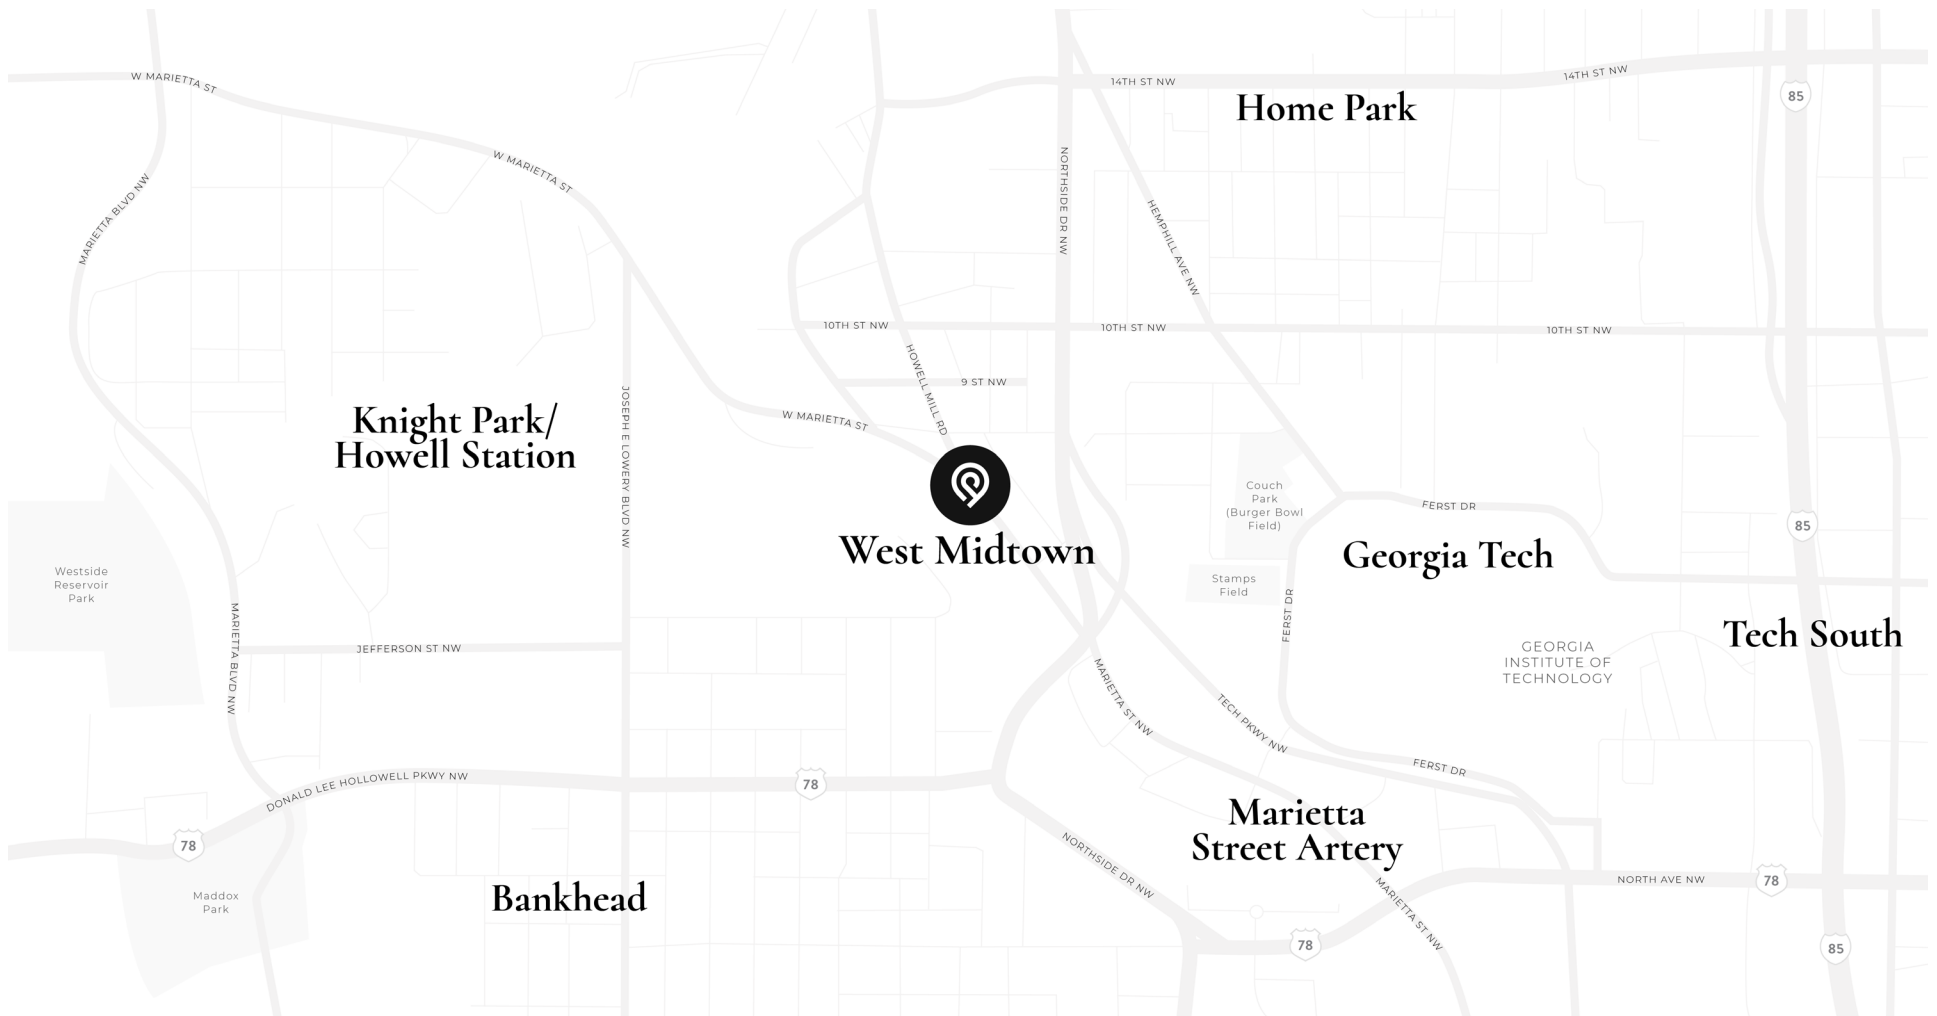 W MARIETTA ST
14TH ST NW
14TH ST NW
85
Home Park
W MARIETTA ST
MARIETTA BLVD NW
NORTHSIDE DR NW
HEMPHILL AVE NW
10TH ST NW
10TH ST NW
10TH ST NW
HOWELL MILL RD
9 ST NW
JOSEPH E LOWERY BLVD NW
W MARIETTA ST
Knight Park/
Howell Station
Couch
Park
(Burger Bowl
Field)
FERST DR
85
West Midtown
Georgia Tech
Westside
Reservoir
Park
Stamps
Field
FERST DR
MARIETTA BLVD NW
JEFFERSON ST NW
Tech South
GEORGIA
INSTITUTE OF
TECHNOLOGY
MARIETTA ST NW
TECH PKWY NW
FERST DR
DONALD LEE HOLLOWELL PKWY NW
78
Marietta
Street Artery
78
NORTHSIDE DR NW
Bankhead
Maddox
Park
MARIETTA ST NW
NORTH AVE NW
78
78
85